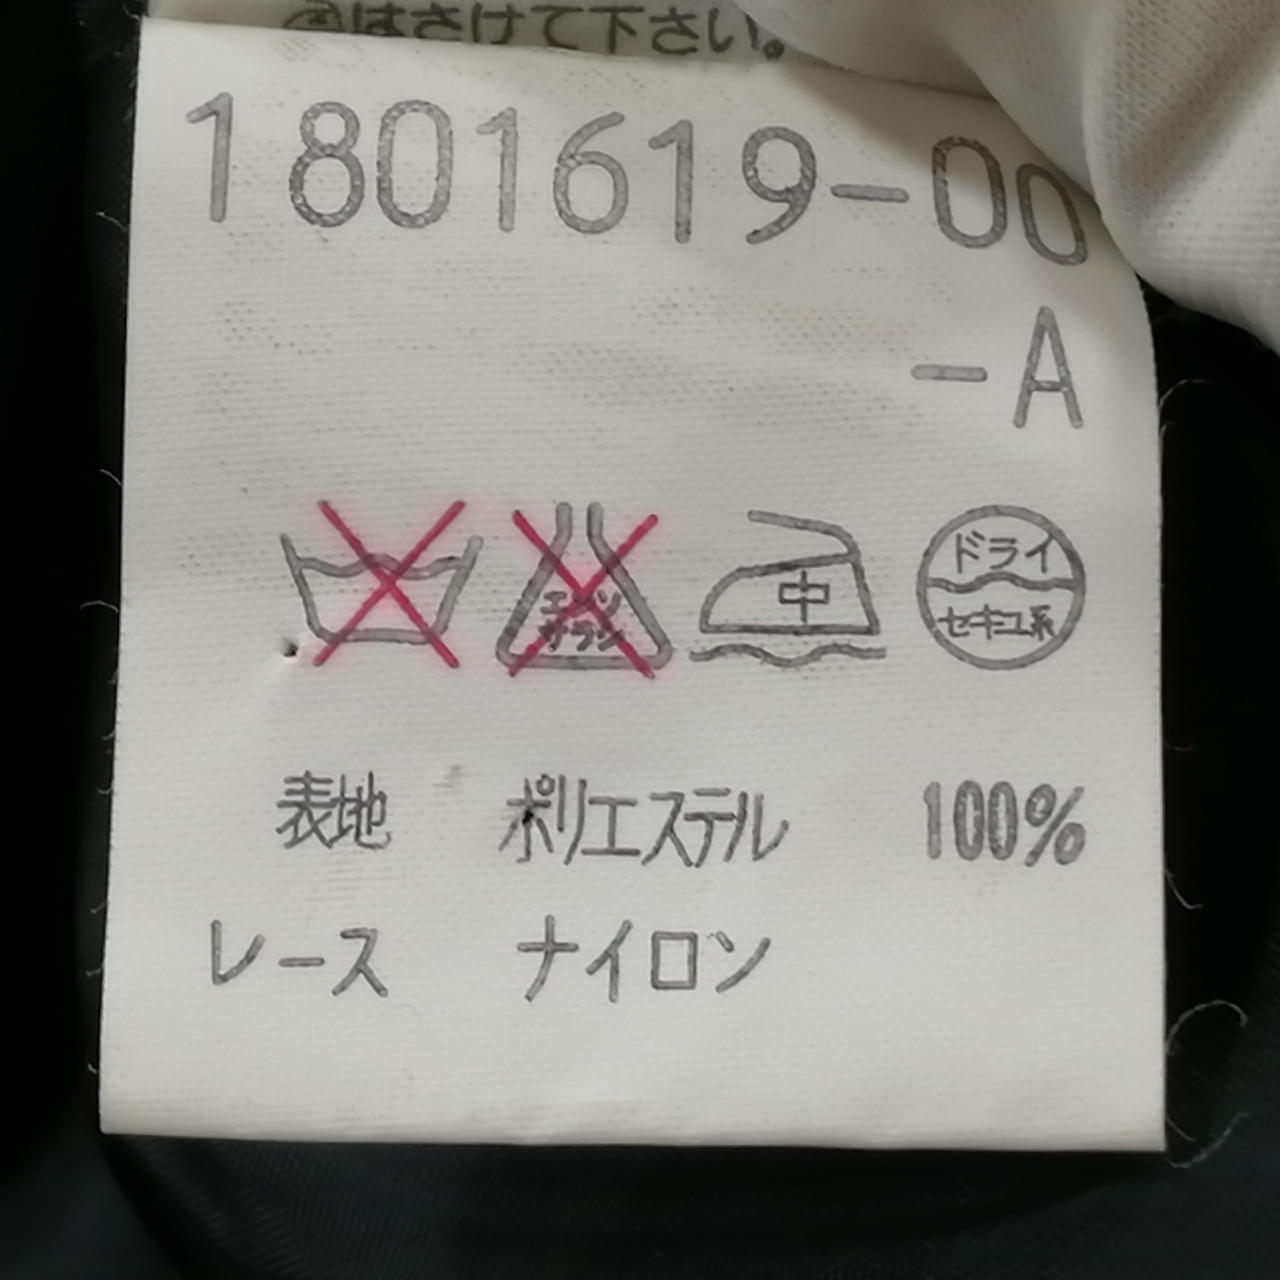 はさけて下さい。
1801619-00
-A
エンソ
サラシ
中
ドライ
セキユ系
表地 ポリエステル 100%
レース ナイロン